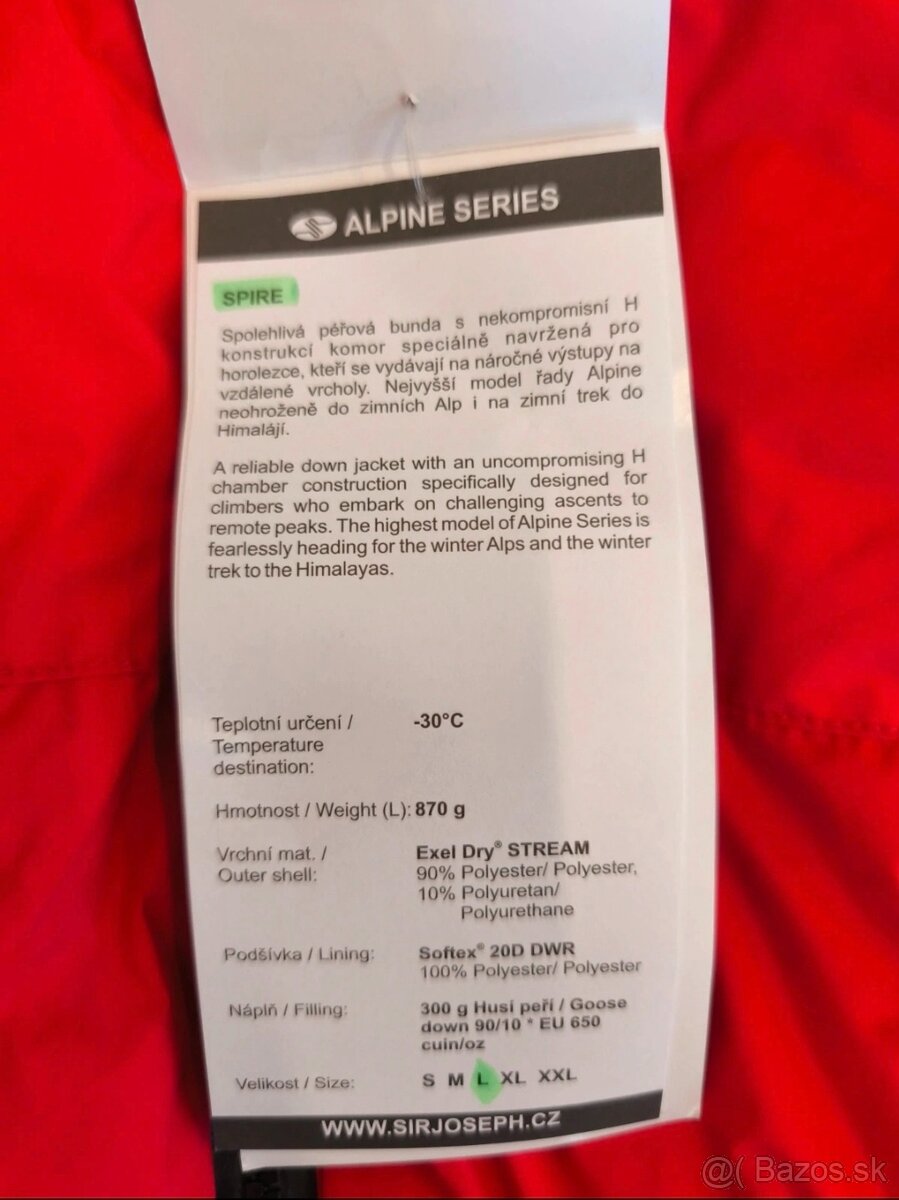 ALPINE SERIES
SPIRE
Spolehlivá péřová bunda s nekompromisní H
konstrukcí komor speciálně navržená pro
horolezce, kteří se vydávají na náročné výstupy na
vzdálené vrcholy. Nejvyšší model řady Alpine
neohroženě do zimních Alp i na zimní trek do
Himalájí.
A reliable down jacket with an uncompromising H
chamber construction specifically designed for
climbers who embark on challenging ascents to
remote peaks. The highest model of Alpine Series is
fearlessly heading for the winter Alps and the winter
trek to the Himalayas.
Teplotní určení / -30°C
Temperature
destination:
Hmotnost / Weight (L): 870 g
Vrchní mat. / Exel Dry® STREAM
Outer shell: 90% Polyester/ Polyester,
10% Polyuretan/
Polyurethane
Podšívka / Lining: Softex® 20D DWR
100% Polyester/ Polyester
Náplň / Filling: 300 g Husí peří / Goose
down 90/10 * EU 650
cuin/oz
Velikost / Size: S M L XL XXL
WWW.SIRJOSEPH.CZ
@( Bazos.sk